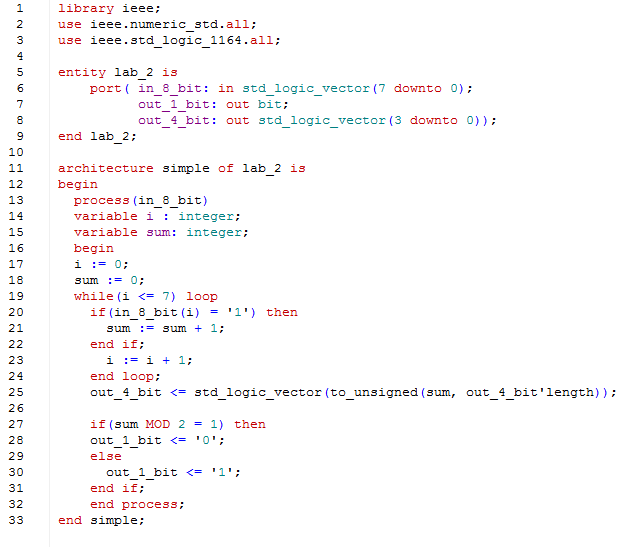 1 library ieee;
2 use ieee.numeric_std.all;
3 use ieee.std_logic_1164.all;
4
5 entity lab_2 is
6     port( in_8_bit: in std_logic_vector(7 downto 0);
7           out_1_bit: out bit;
8           out_4_bit: out std_logic_vector(3 downto 0));
9 end lab_2;
10
11 architecture simple of lab_2 is
12 begin
13   process(in_8_bit)
14   variable i : integer;
15   variable sum: integer;
16   begin
17   i := 0;
18   sum := 0;
19   while(i <= 7) loop
20     if(in_8_bit(i) = '1') then
21       sum := sum + 1;
22     end if;
23       i := i + 1;
24     end loop;
25     out_4_bit <= std_logic_vector(to_unsigned(sum, out_4_bit'length));
26
27     if(sum MOD 2 = 1) then
28     out_1_bit <= '0';
29     else
30       out_1_bit <= '1';
31     end if;
32     end process;
33 end simple;